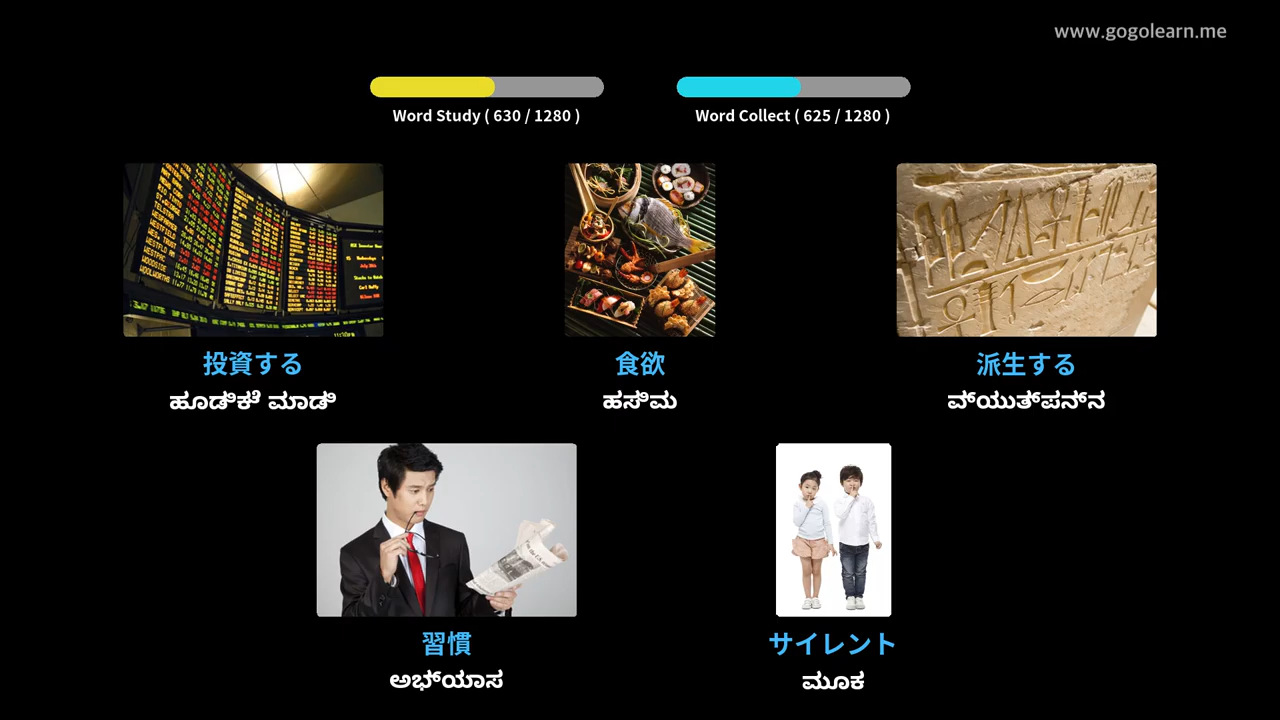 www.gogolearn.me
Word Study ( 630 / 1280 )
Word Collect ( 625 / 1280 )
投資する
食欲
派生する
ಹೂಡಿಕೆ ಮಾಡಿ
ಹಸಿಮ
ವ್ಯುತ್ಪನ್ನ
習慣
サイレント
ಅಭ್ಯಾಸ
ಮೂಕ